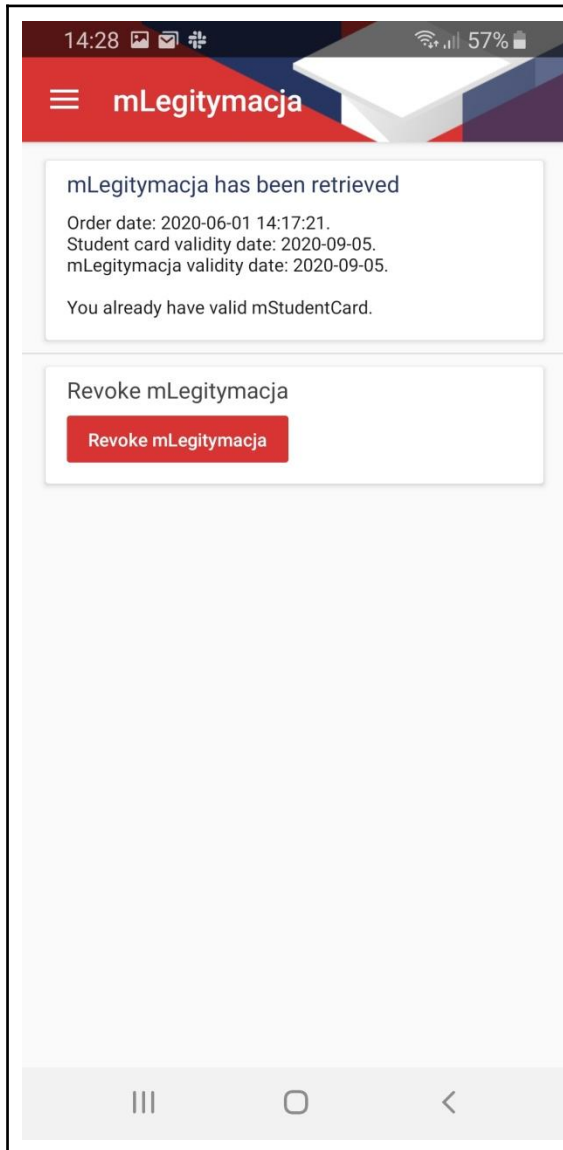 14:28 57%
mLegitymacja
mLegitymacja has been retrieved
Order date: 2020-06-01 14:17:21.
Student card validity date: 2020-09-05.
mLegitymacja validity date: 2020-09-05.
You already have valid mStudentCard.
Revoke mLegitymacja
Revoke mLegitymacja